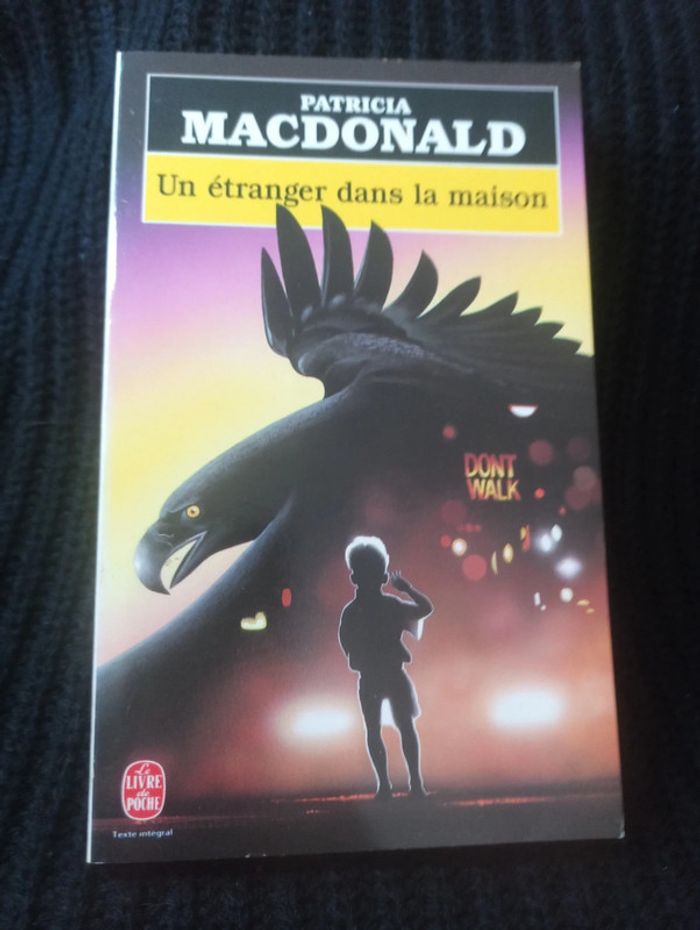 PATRICIA
MACDONALD
Un étranger dans la maison
DONT
WALK
Le
LIVRE
de
POCHE
Texte intégral